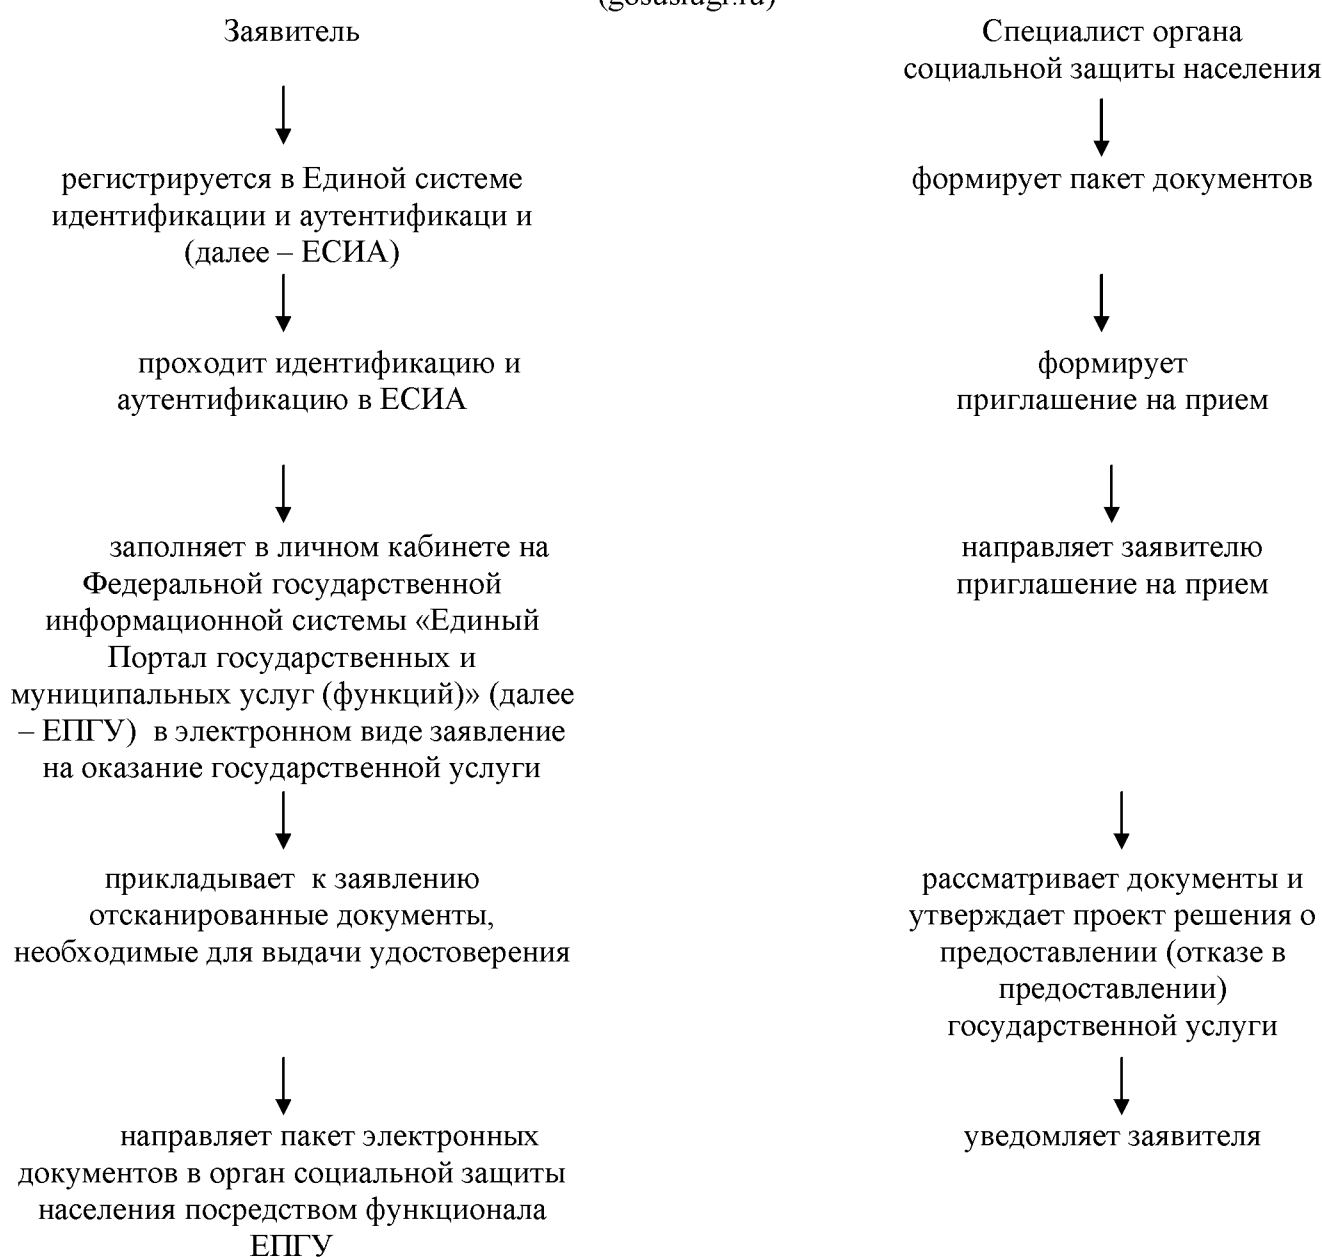 (gosuslugi.ru)
Заявитель
регистрируется в Единой системе
идентификации и аутентификаци и
(далее – ЕСИА)
проходит идентификацию и
аутентификацию в ЕСИА
заполняет в личном кабинете на
Федеральной государственной
информационной системы «Единый
Портал государственных и
муниципальных услуг (функций)» (далее
– ЕПГУ)  в электронном виде заявление
на оказание государственной услуги
прикладывает  к заявлению
отсканированные документы,
необходимые для выдачи удостоверения
направляет пакет электронных
документов в орган социальной защиты
населения посредством функционала
ЕПГУ
Специалист органа
социальной защиты населения
формирует пакет документов
формирует
приглашение на прием
направляет заявителю
приглашение на прием
рассматривает документы и
утверждает проект решения о
предоставлении (отказе в
предоставлении)
государственной услуги
уведомляет заявителя